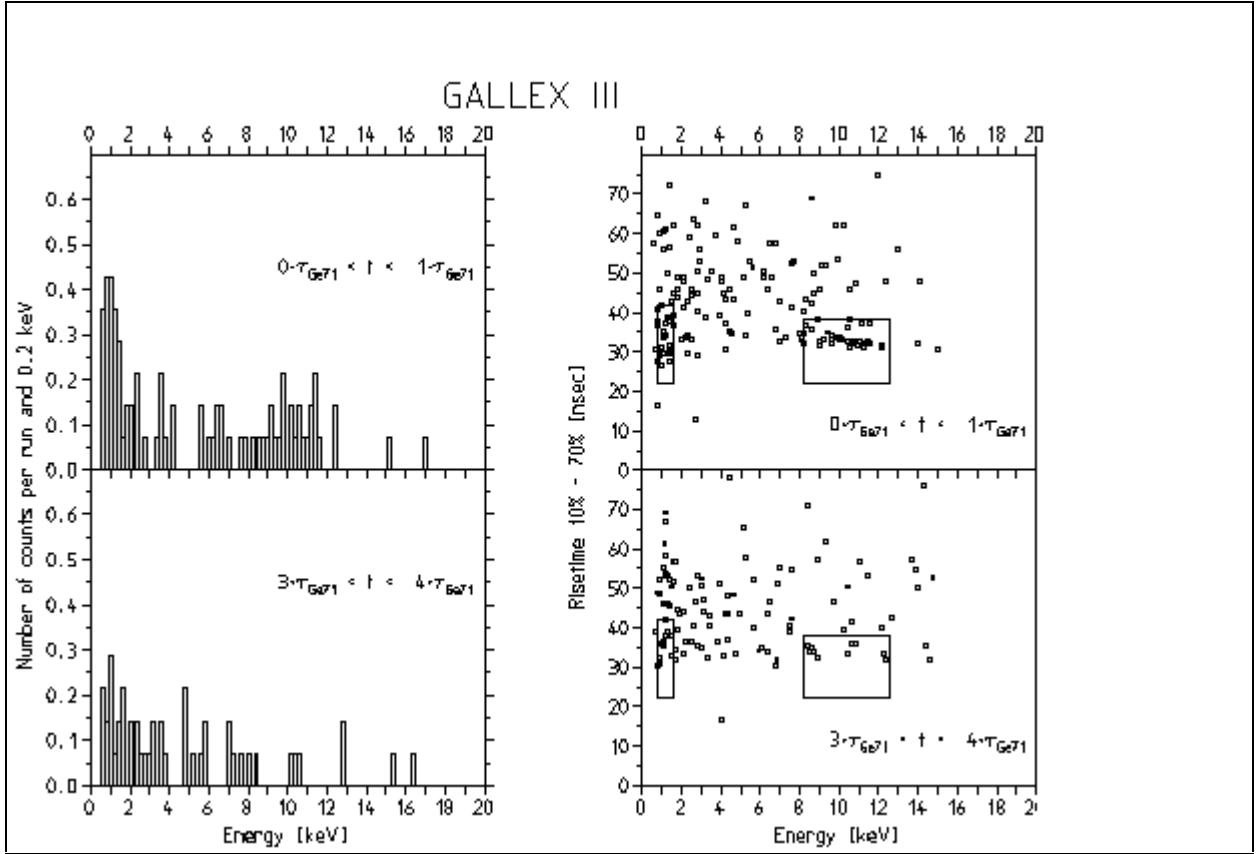 GALLEX III
0 2 4 6 8 10 12 14 16 18 20
0 2 4 6 8 10 12 14 16 18 20
Number of counts per run and 0.2 keV
0.6
0.5
0.4
0.3
0.2
0.1
0.0
0·τGe71 < t < 1·τGe71
0.6
0.5
0.4
0.3
0.2
0.1
0.0
3·τGe71 < t < 4·τGe71
0 2 4 6 8 10 12 14 16 18 20
Energy [keV]
Risetime 10% - 70% [nsec]
70
60
50
40
30
20
10
0
0·τGe71 < t < 1·τGe71
70
60
50
40
30
20
10
0
3·τGe71 · t · 4·τGe71
0 2 4 6 8 10 12 14 16 18 20
Energy [keV]